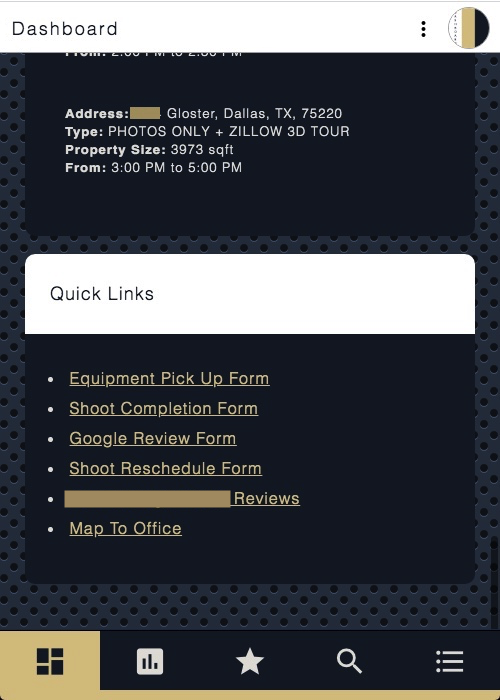 Dashboard
From: 2:00 PM to 2:30 PM
Address: Gloster, Dallas, TX, 75220
Type: PHOTOS ONLY + ZILLOW 3D TOUR
Property Size: 3973 sqft
From: 3:00 PM to 5:00 PM
Quick Links
Equipment Pick Up Form
Shoot Completion Form
Google Review Form
Shoot Reschedule Form
Reviews
Map To Office